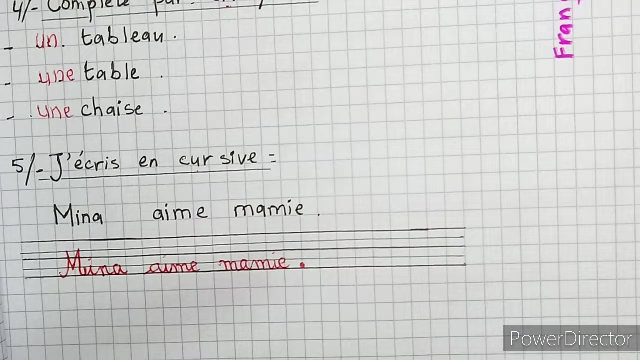 4/- Complète par
- un tableau.
- une table.
- une chaise.
5/- J'écris en cursive =
Mina aime mamie.
Mina aime mamie.
Fran
PowerDirector